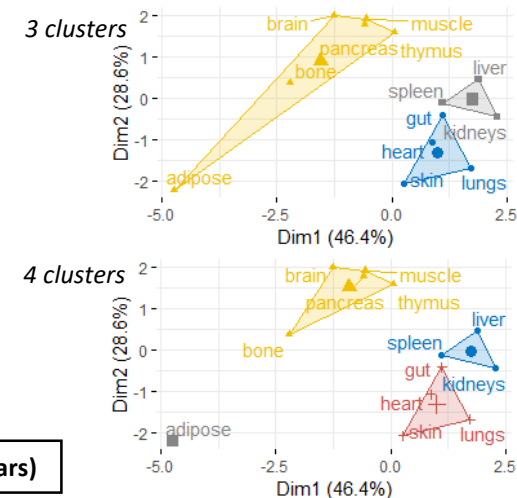 3 clusters
brain
muscle
pancreas
thymus
bone
adipose
liver
spleen
gut
kidneys
heart
skin
lungs
2
1
0
-1
-2
Dim2 (28.6%)
-5.0 -2.5 0.0 2.5
Dim1 (46.4%)
4 clusters
brain
muscle
pancreas
thymus
bone
adipose
liver
spleen
gut
kidneys
heart
skin
lungs
2
1
0
-1
-2
Dim2 (28.6%)
-5.0 -2.5 0.0 2.5
Dim1 (46.4%)
ars)